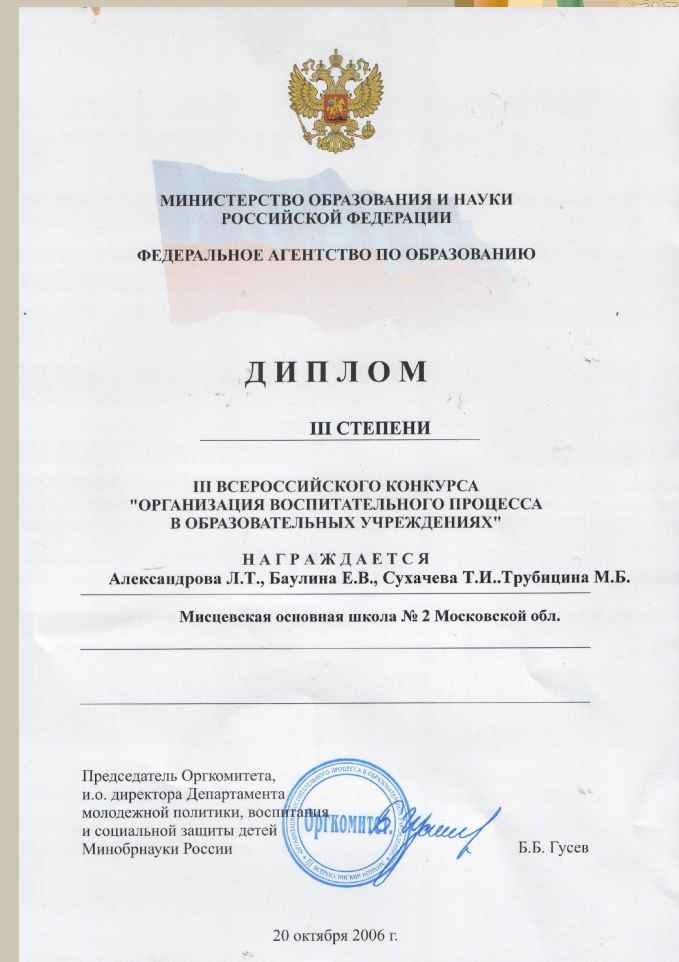 МИНИСТЕРСТВО ОБРАЗОВАНИЯ И НАУКИ
РОССИЙСКОЙ ФЕДЕРАЦИИ
ФЕДЕРАЛЬНОЕ АГЕНТСТВО ПО ОБРАЗОВАНИЮ
ДИПЛОМ
III СТЕПЕНИ
III ВСЕРОССИЙСКОГО КОНКУРСА
"ОРГАНИЗАЦИЯ ВОСПИТАТЕЛЬНОГО ПРОЦЕССА
В ОБРАЗОВАТЕЛЬНЫХ УЧРЕЖДЕНИЯХ"
НАГРАЖДАЕТСЯ
Александрова Л.Т., Баулина Е.В., Сухачева Т.И..Трубицина М.Б.
Мисцевская основная школа № 2 Московской обл.
Председатель Оргкомитета,
и.о. директора Департамента
молодежной политики, воспитания
и социальной защиты детей
Минобрнауки России
Оргкомитет
Б.Б. Гусев
20 октября 2006 г.